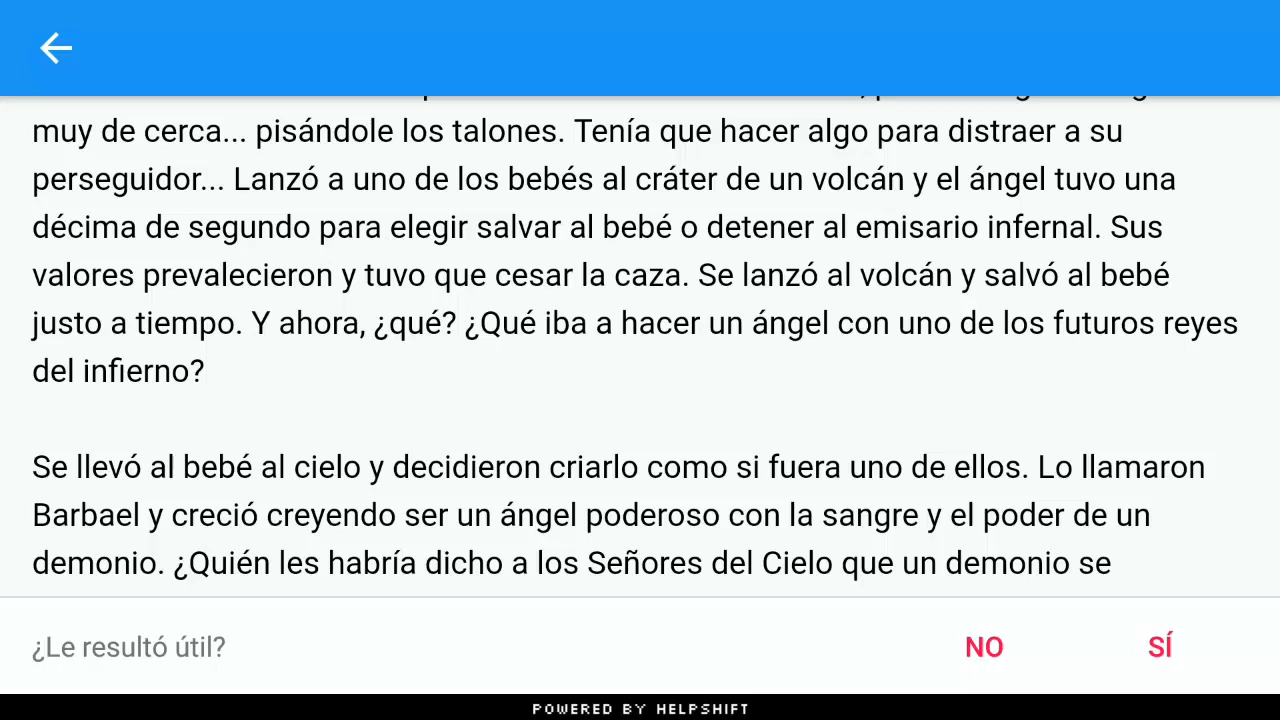 muy de cerca... pisándole los talones. Tenía que hacer algo para distraer a su
perseguidor... Lanzó a uno de los bebés al cráter de un volcán y el ángel tuvo una
décima de segundo para elegir salvar al bebé o detener al emisario infernal. Sus
valores prevalecieron y tuvo que cesar la caza. Se lanzó al volcán y salvó al bebé
justo a tiempo. Y ahora, ¿qué? ¿Qué iba a hacer un ángel con uno de los futuros reyes
del infierno?
Se llevó al bebé al cielo y decidieron criarlo como si fuera uno de ellos. Lo llamaron
Barbael y creció creyendo ser un ángel poderoso con la sangre y el poder de un
demonio. ¿Quién les habría dicho a los Señores del Cielo que un demonio se
¿Le resultó útil?
NO
SÍ
POWERED BY HELPSHIFT